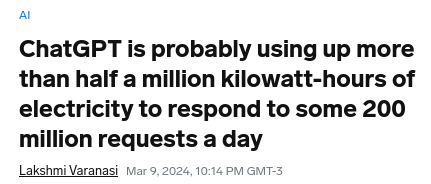 AI
ChatGPT is probably using up more
than half a million kilowatt-hours of
electricity to respond to some 200
million requests a day
Lakshmi Varanasi Mar 9, 2024, 10:14 PM GMT-3